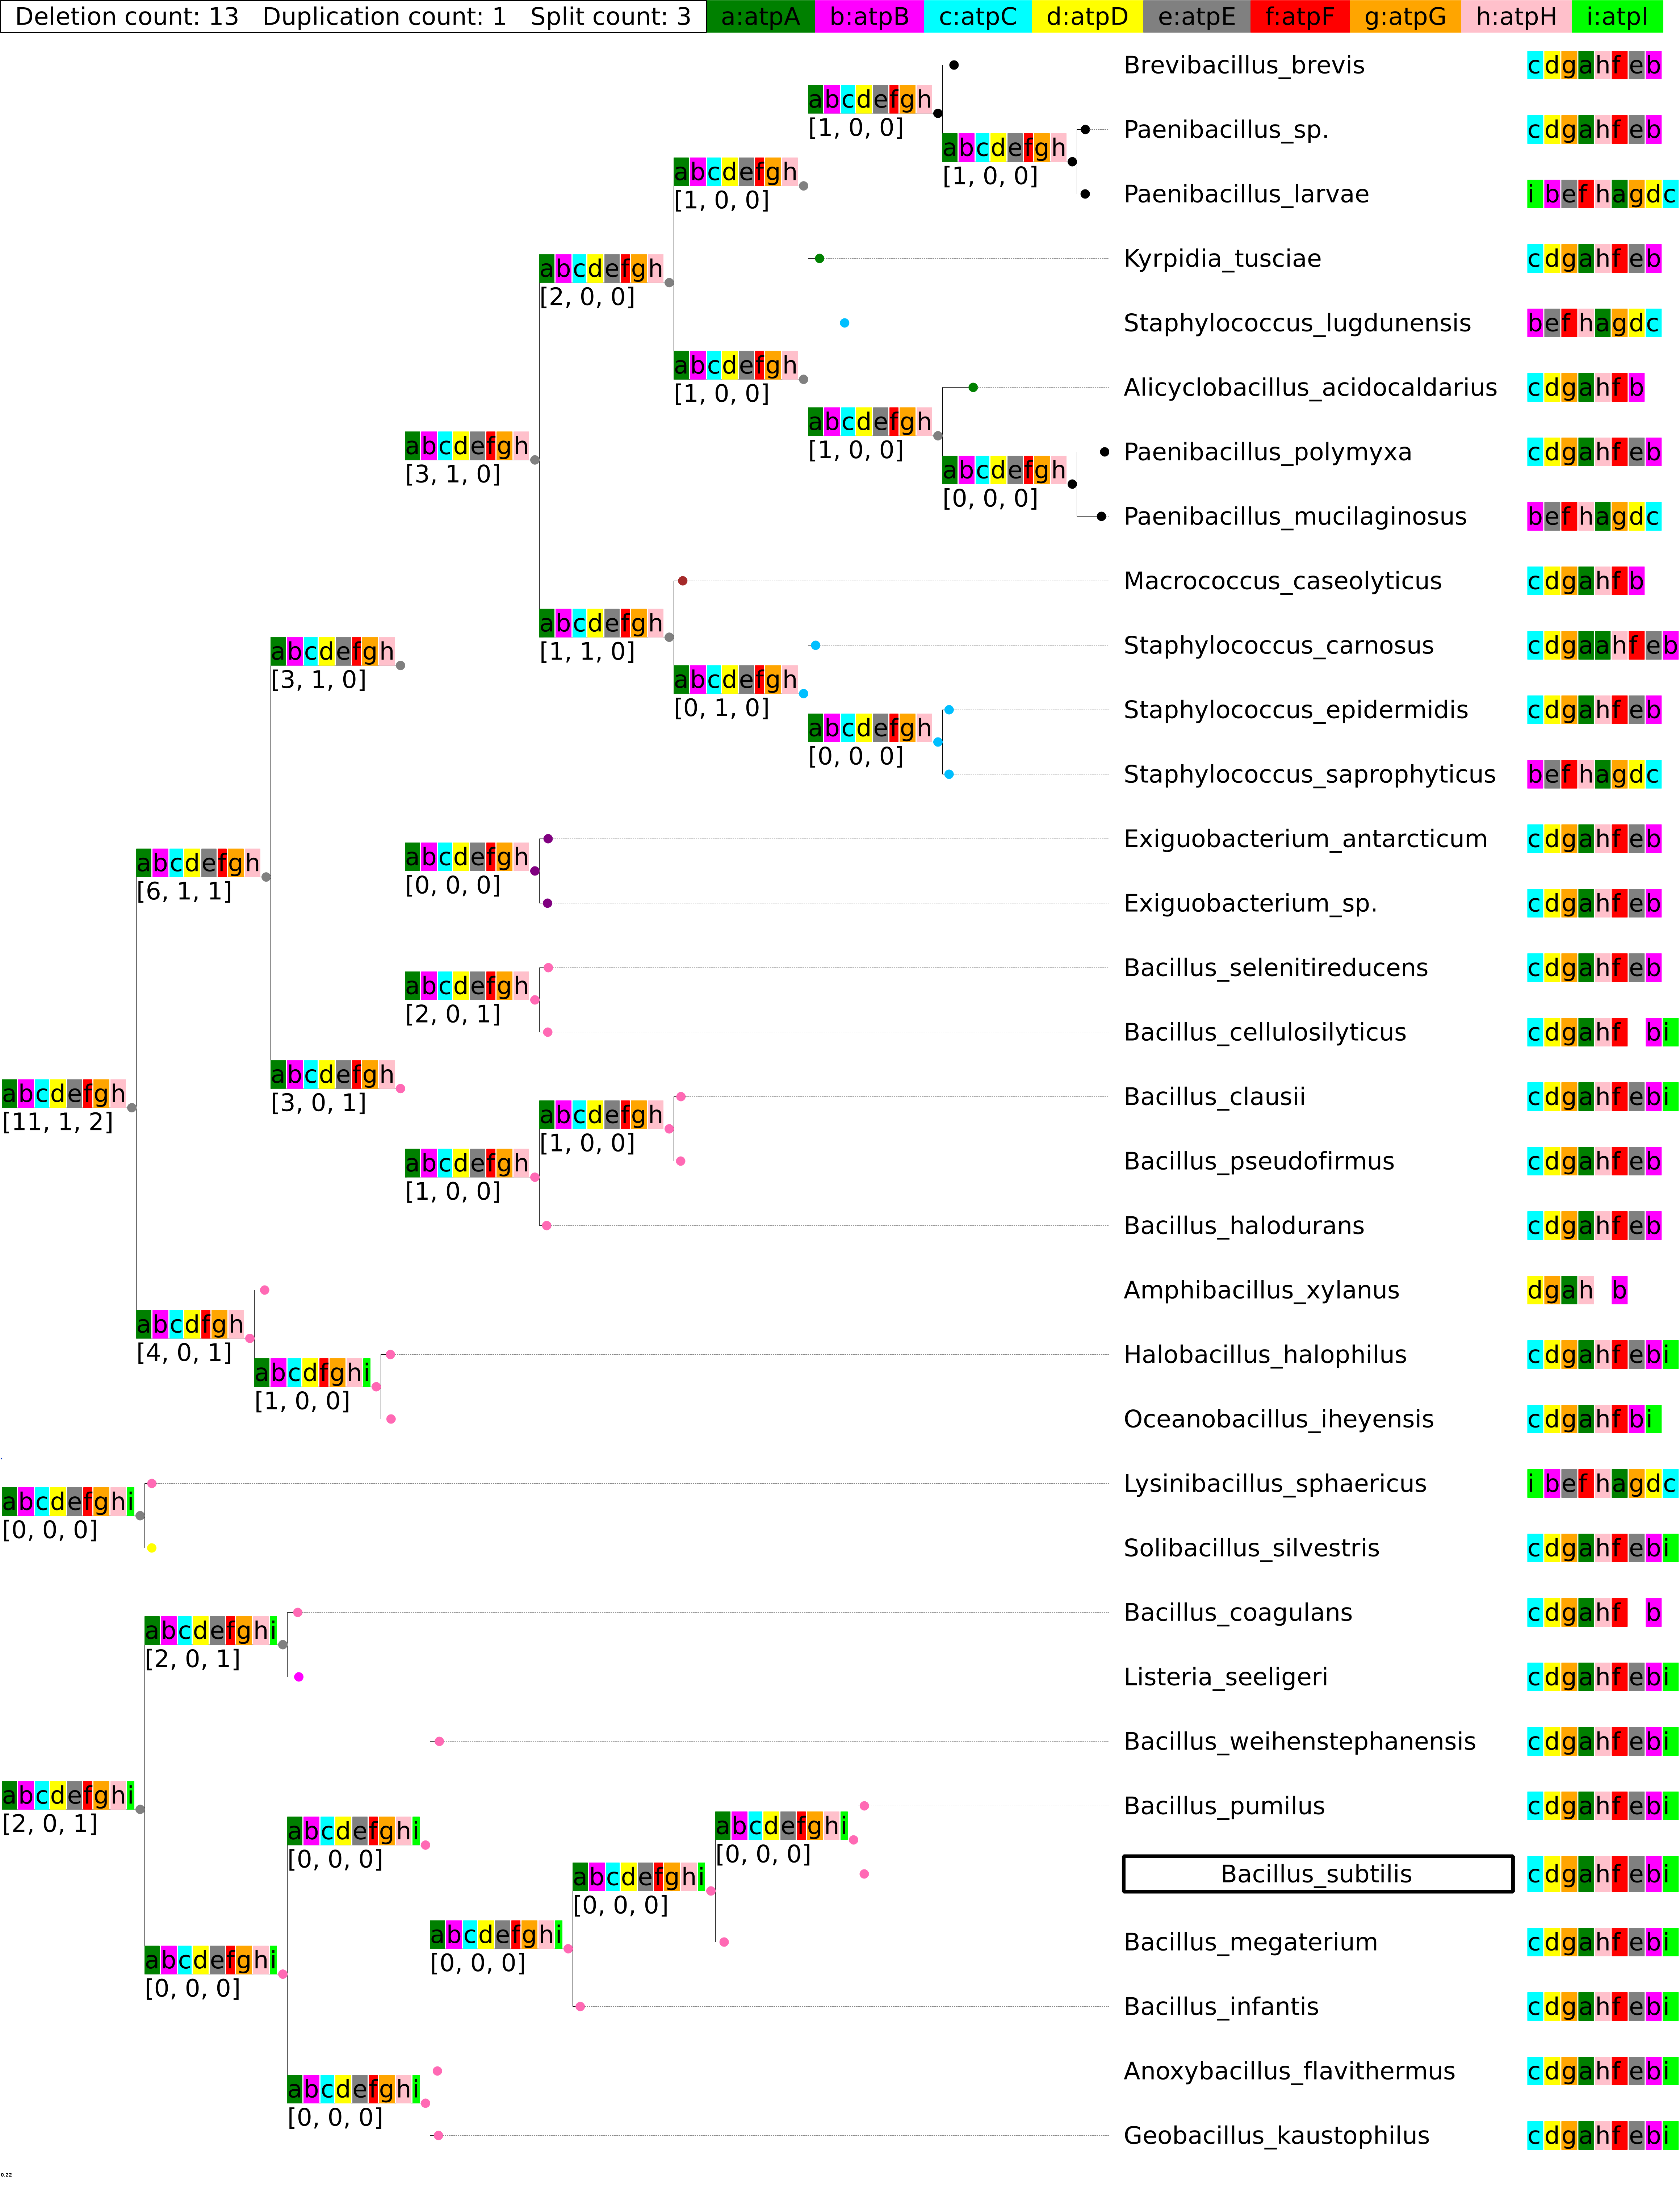 Deletion count: 13 Duplication count: 1 Split count: 3 a:atpA b:atpB c:atpC d:atpD e:atpE f:atpF g:atpG h:atpH i:atpI
Brevibacillus_brevis cdgahfeb
abcdefgh
[1, 0, 0]
Paenibacillus_sp. cdgahfeb
abcdefgh
[1, 0, 0]
abcdefgh
[1, 0, 0]
Paenibacillus_larvae ibefhagdc
Kyrpidia_tusciae cdgahfeb
abcdefgh
[2, 0, 0]
Staphylococcus_lugdunensis befhagdc
abcdefgh
[1, 0, 0]
Alicyclobacillus_acidocaldarius cdgahfb
abcdefgh
[1, 0, 0]
abcdefgh
[3, 1, 0]
Paenibacillus_polymyxa cdgahfeb
abcdefgh
[0, 0, 0]
Paenibacillus_mucilaginosus befhagdc
Macrococcus_caseolyticus cdgahfb
abcdefgh
[1, 1, 0]
Staphylococcus_carnosus cdgaahfeb
abcdefgh
[3, 1, 0]
abcdefgh
[0, 1, 0]
Staphylococcus_epidermidis cdgahfeb
abcdefgh
[0, 0, 0]
Staphylococcus_saprophyticus befhagdc
Exiguobacterium_antarcticum cdgahfeb
abcdefgh
[0, 0, 0]
abcdefgh
[6, 1, 1]
Exiguobacterium_sp. cdgahfeb
Bacillus_selenitireducens cdgahfeb
abcdefgh
[2, 0, 1]
Bacillus_cellulosilyticus cdgahf bi
abcdefgh
[3, 0, 1]
abcdefgh
[11, 1, 2]
Bacillus_clausii cdgahfebi
abcdefgh
[1, 0, 0]
Bacillus_pseudofirmus cdgahfeb
abcdefgh
[1, 0, 0]
Bacillus_halodurans cdgahfeb
Amphibacillus_xylanus dgah b
abcdfgh
[4, 0, 1]
Halobacillus_halophilus cdgahfebi
abcdfghi
[1, 0, 0]
Oceanobacillus_iheyensis cdgahfbi
Lysinibacillus_sphaericus ibefhagdc
abcdefghi
[0, 0, 0]
Solibacillus_silvestris cdgahfebi
Bacillus_coagulans cdgahf b
abcdefghi
[2, 0, 1]
Listeria_seeligeri cdgahfebi
Bacillus_weihenstephanensis cdgahfebi
abcdefghi
[2, 0, 1]
Bacillus_pumilus cdgahfebi
abcdefghi
[0, 0, 0]
abcdefghi
[0, 0, 0]
Bacillus_subtilis cdgahfebi
abcdefghi
[0, 0, 0]
Bacillus_megaterium cdgahfebi
abcdefghi
[0, 0, 0]
abcdefghi
[0, 0, 0]
Bacillus_infantis cdgahfebi
Anoxybacillus_flavithermus cdgahfebi
abcdefghi
[0, 0, 0]
Geobacillus_kaustophilus cdgahfebi
0.22